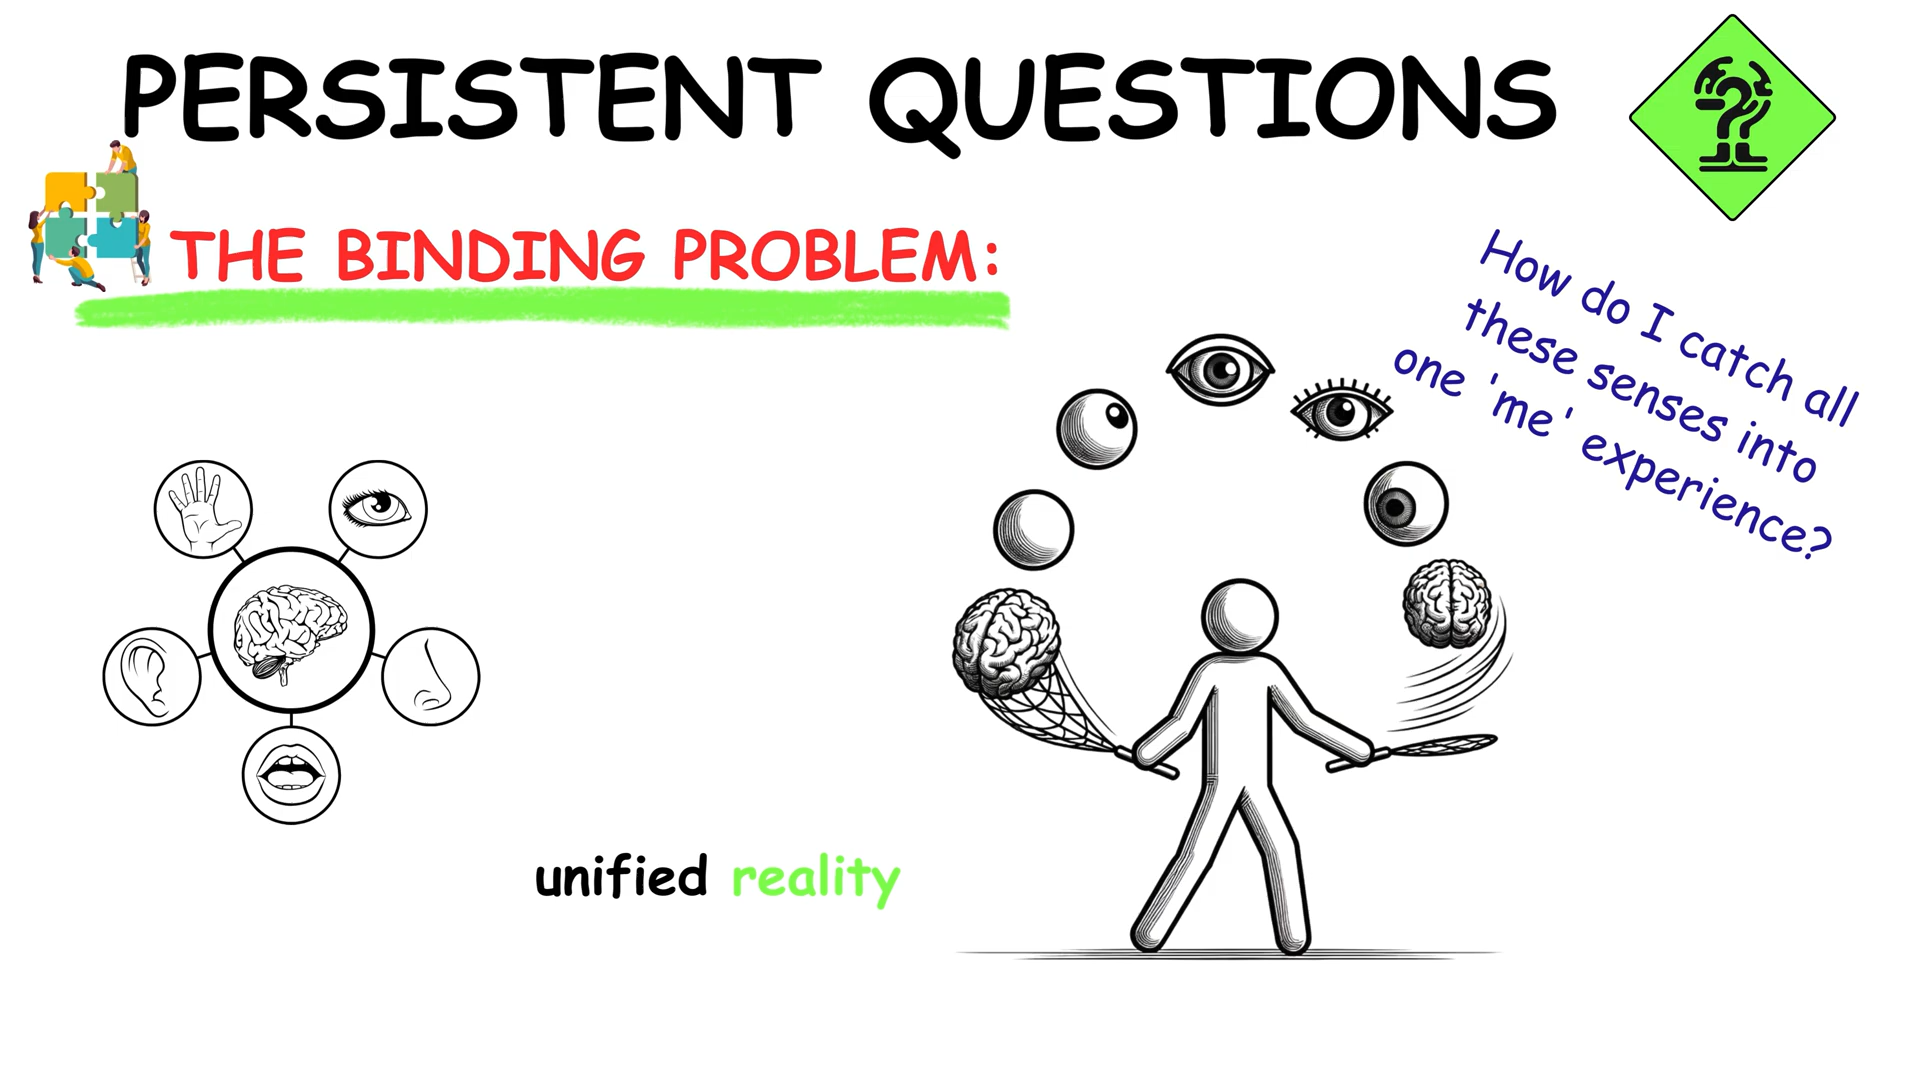 PERSISTENT QUESTIONS
THE BINDING PROBLEM:
How do I catch all
these senses into
one 'me' experience?
unified reality